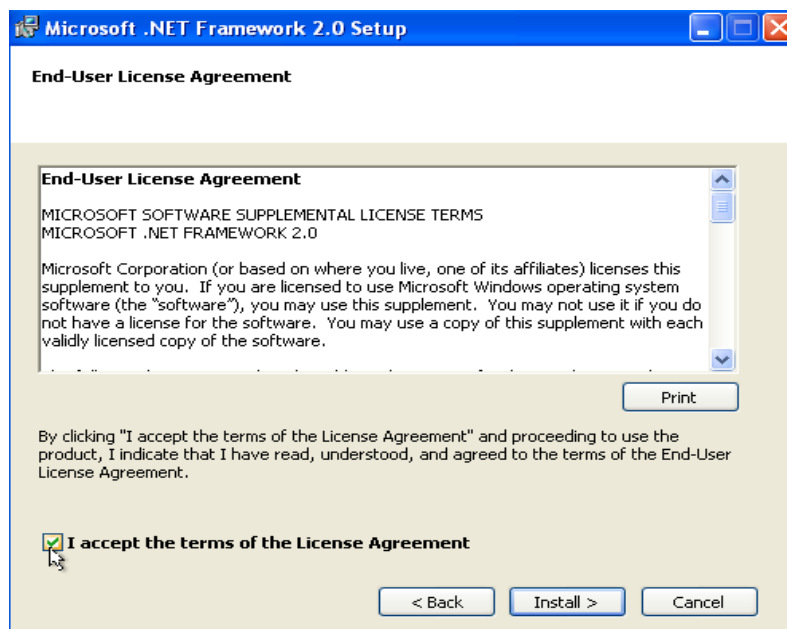 Microsoft .NET Framework 2.0 Setup
End-User License Agreement
End-User License Agreement
MICROSOFT SOFTWARE SUPPLEMENTAL LICENSE TERMS
MICROSOFT .NET FRAMEWORK 2.0
Microsoft Corporation (or based on where you live, one of its affiliates) licenses this
supplement to you.  If you are licensed to use Microsoft Windows operating system
software (the “software”), you may use this supplement.  You may not use it if you do
not have a license for the software.  You may use a copy of this supplement with each
validly licensed copy of the software.
Print
By clicking "I accept the terms of the License Agreement" and proceeding to use the
product, I indicate that I have read, understood, and agreed to the terms of the End-User
License Agreement.
I accept the terms of the License Agreement
< Back
Install >
Cancel